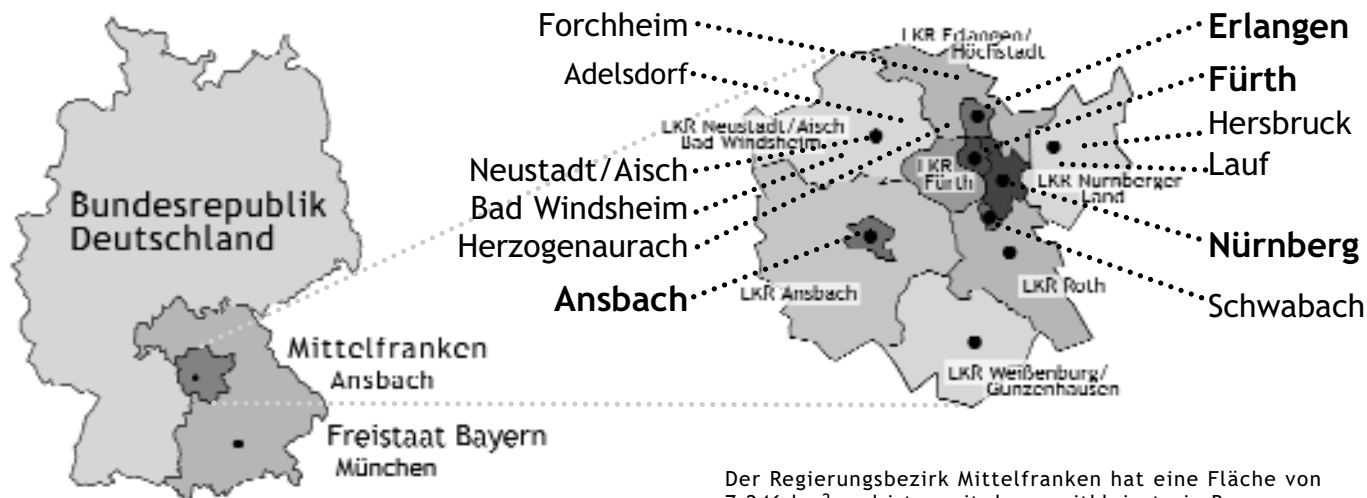 Forchheim
Adelsdorf
Neustadt/Aisch
Bad Windsheim
Herzogenaurach
Ansbach
LKR Erlangen/
Höchstadt
LKR Neustadt/Aisch
Bad Windsheim
LKR
Fürth
LKR Nürnberger
Land
LKR Ansbach
LKR Roth
LKR Weißenburg/
Gunzenhausen
Erlangen
Fürth
Hersbruck
Lauf
Nürnberg
Schwabach
Bundesrepublik
Deutschland
Mittelfranken
Ansbach
Freistaat Bayern
München
Der Regierungsbezirk Mittelfranken hat eine Fläche von